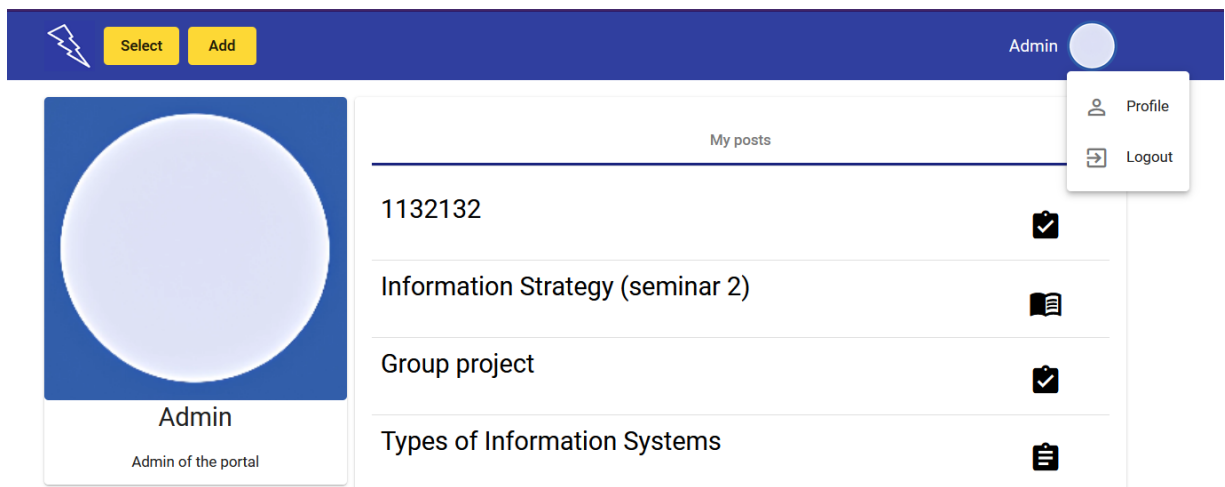 Select Add Admin
Profile
My posts
Logout
1132132
Information Strategy (seminar 2)
Group project
Types of Information Systems
Admin
Admin of the portal